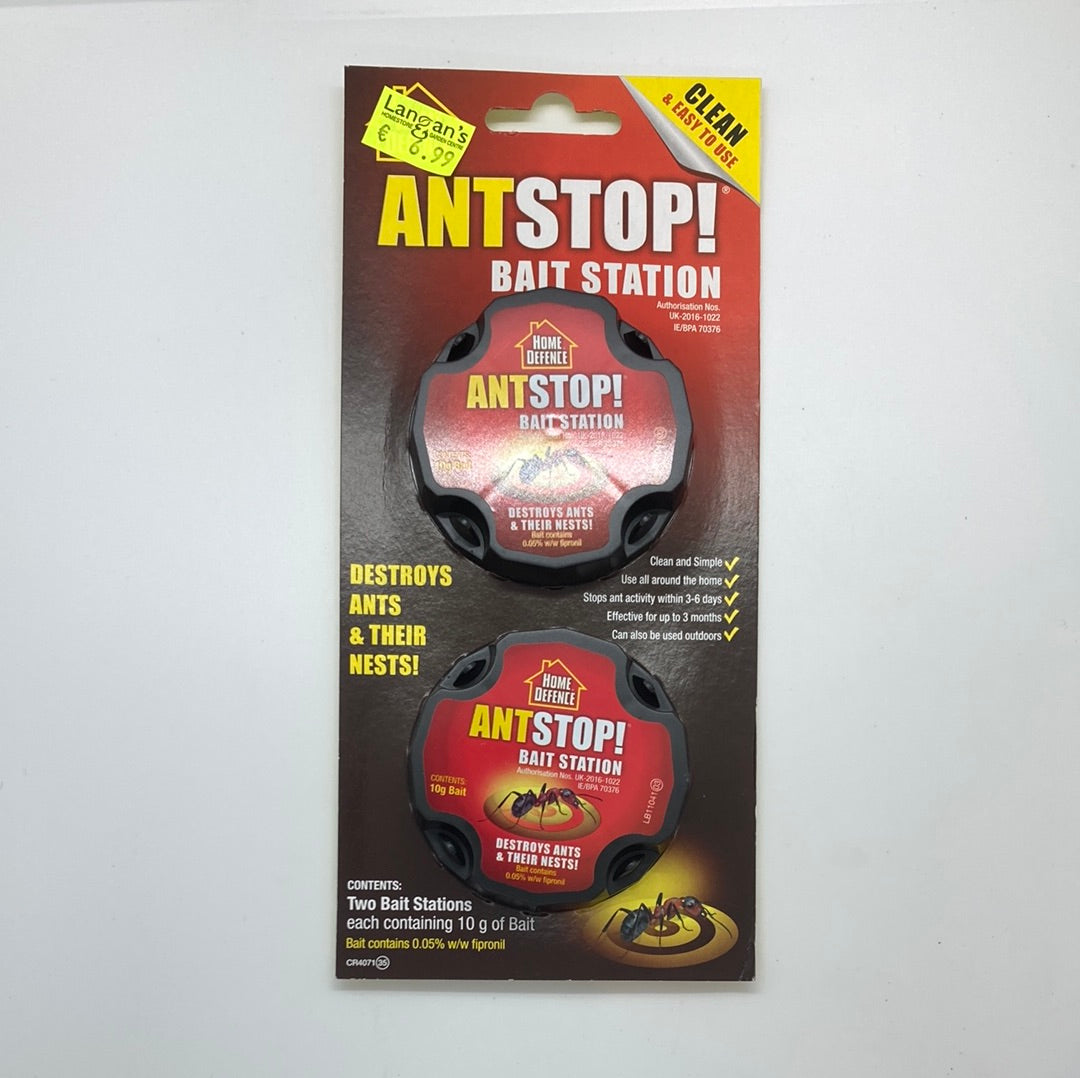 Langan's
HOMESTORE & GARDEN CENTRE
€ 6.99
CLEAN
& EASY TO USE
ANTSTOP!®
BAIT STATION
Authorisation Nos.
UK-2016-1022
IE/BPA 70376
HOME
DEFENCE
ANTSTOP!
BAIT STATION
DESTROYS ANTS
& THEIR NESTS!
Bait contains
0.05% w/w fipronil
Clean and Simple ✓
Use all around the home ✓
Stops ant activity within 3-6 days ✓
Effective for up to 3 months ✓
Can also be used outdoors ✓
DESTROYS
ANTS
& THEIR
NESTS!
HOME
DEFENCE
ANTSTOP!
BAIT STATION
Authorisation Nos. UK-2016-1022
IE/BPA 70376
CONTENTS:
10g Bait
LB11041
DESTROYS ANTS
& THEIR NESTS!
Bait contains
0.05% w/w fipronil
CONTENTS:
Two Bait Stations
each containing 10 g of Bait
Bait contains 0.05% w/w fipronil
CR4071 35